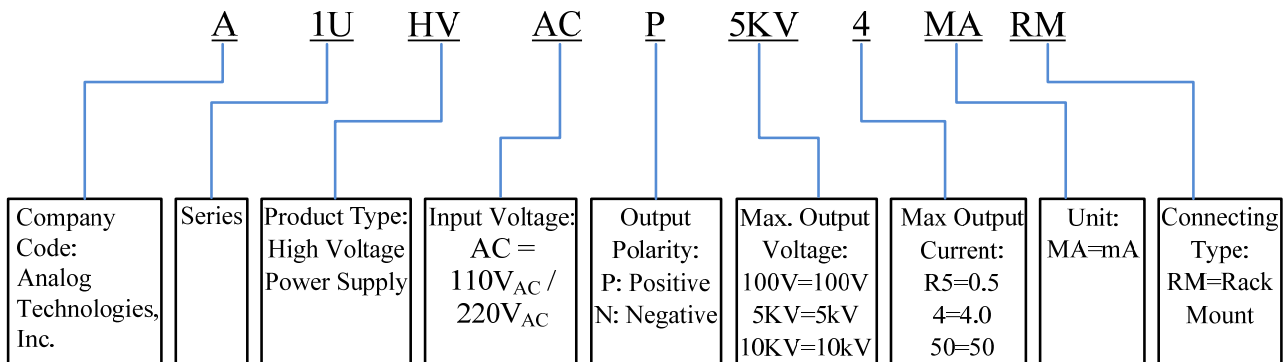 A 1U HV AC P 5KV 4 MA RM
Company
Code:
Analog
Technologies,
Inc.
Series
Product Type:
High Voltage
Power Supply
Input Voltage:
AC =
110VAC /
220VAC
Output
Polarity:
P: Positive
N: Negative
Max. Output
Voltage:
100V=100V
5KV=5kV
10KV=10kV
Max Output
Current:
R5=0.5
4=4.0
50=50
Unit:
MA=mA
Connecting
Type:
RM=Rack
Mount